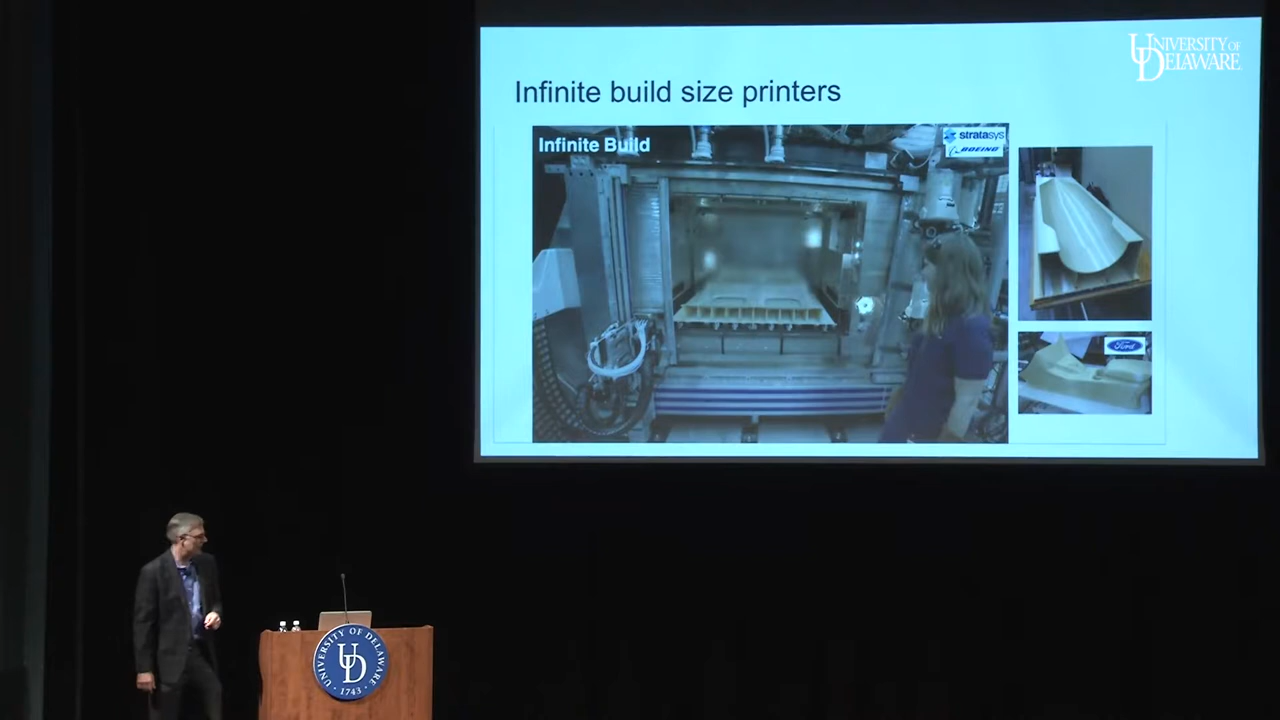 UNIVERSITY OF
DELAWARE
Infinite build size printers
Infinite Build
stratasys
BOEING
Ford
UNIVERSITY OF DELAWARE
UD
1743